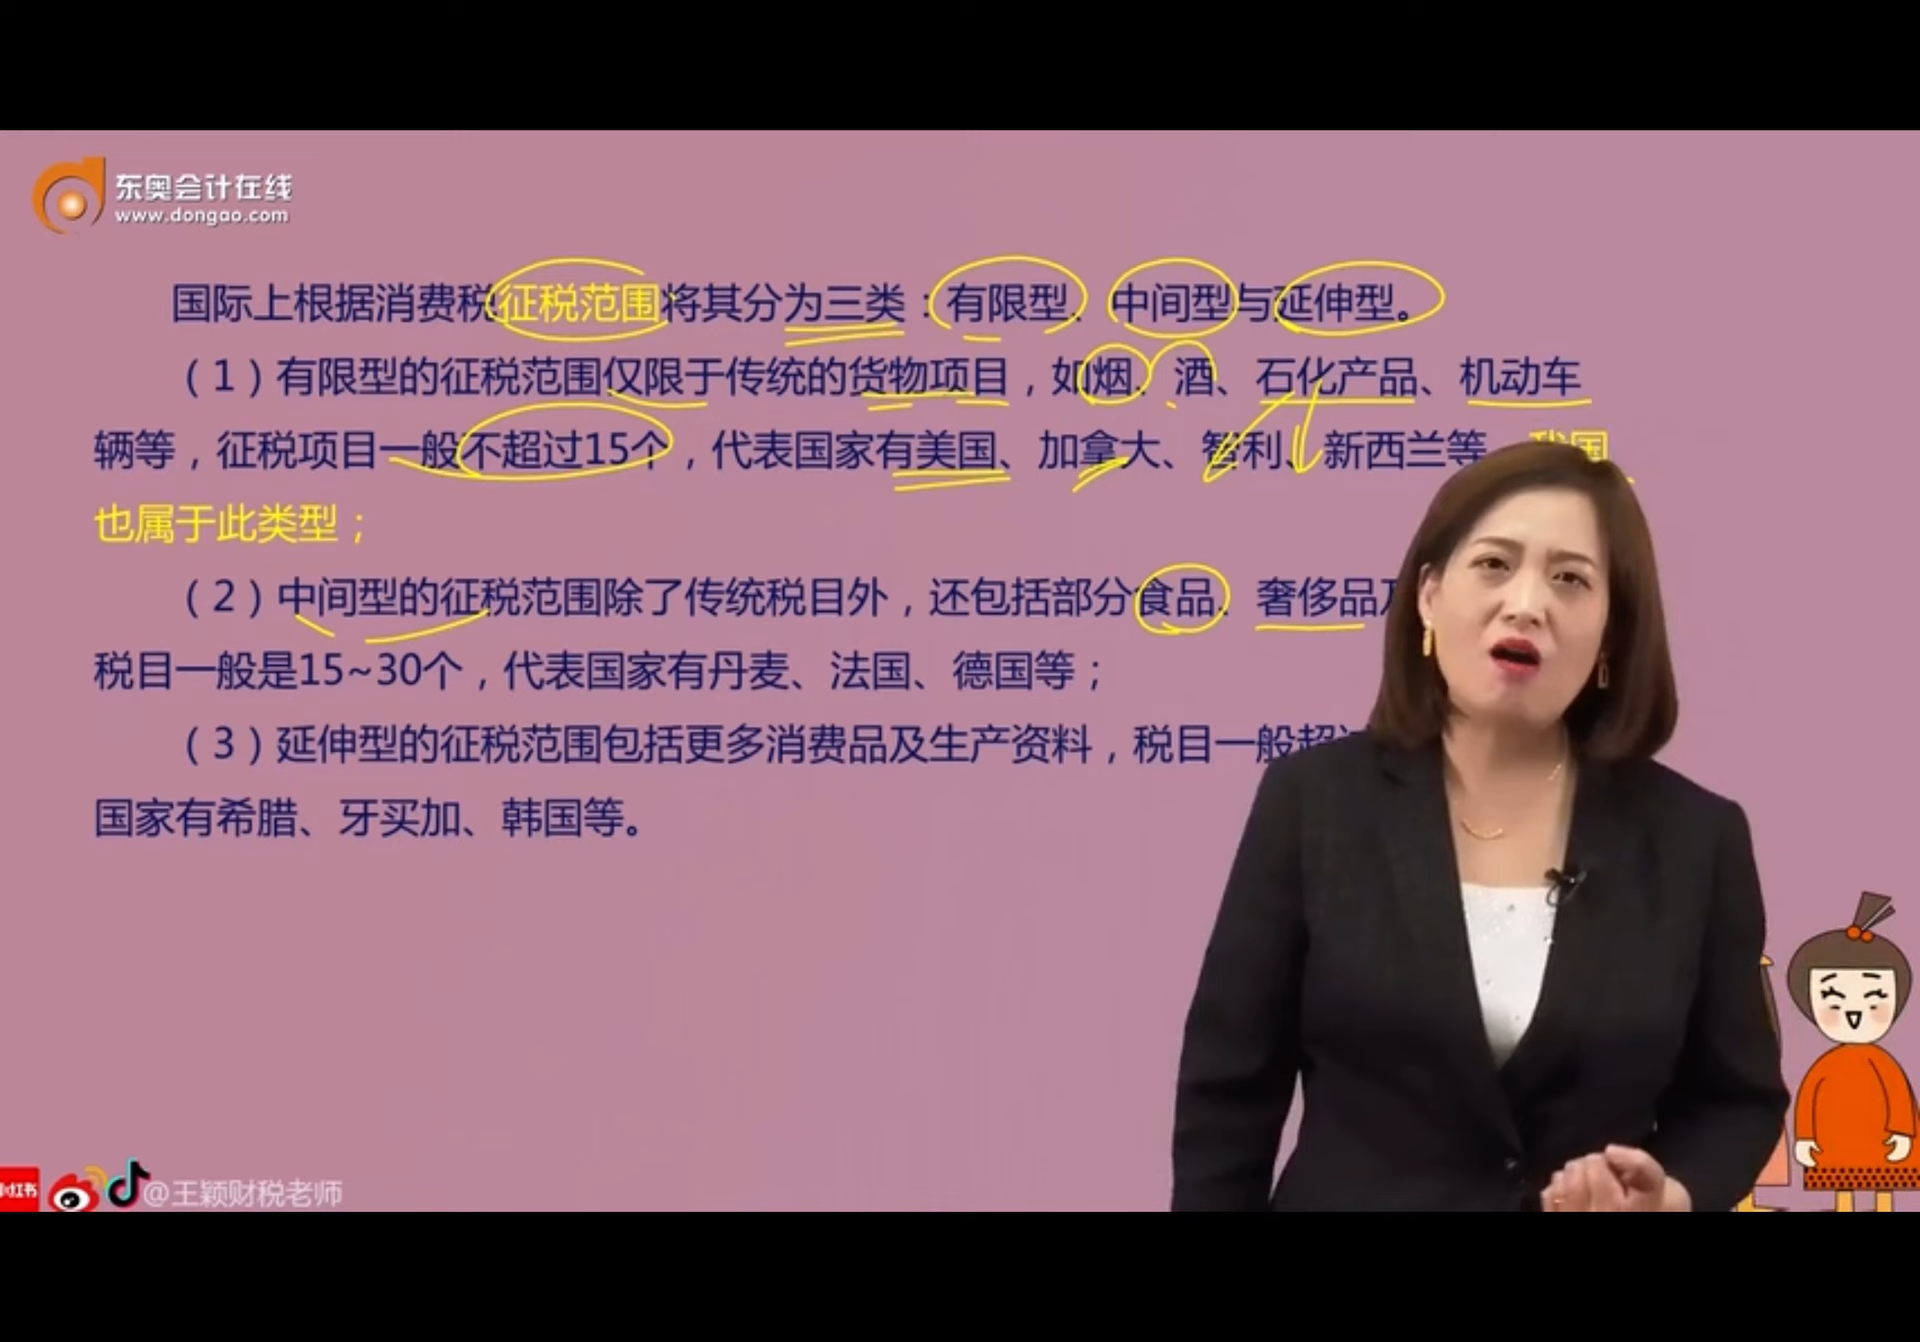 东奥会计在线
www.dongao.com
国际上根据消费税征税范围将其分为三类：有限型、中间型与延伸型。
（1）有限型的征税范围仅限于传统的货物项目，如烟、酒、石化产品、机动车
辆等，征税项目一般不超过15个，代表国家有美国、加拿大、智利、新西兰等，我国
也属于此类型；
（2）中间型的征税范围除了传统税目外，还包括部分食品、奢侈品
税目一般是15~30个，代表国家有丹麦、法国、德国等；
（3）延伸型的征税范围包括更多消费品及生产资料，税目一般超
国家有希腊、牙买加、韩国等。
小红书 @王颖财税老师